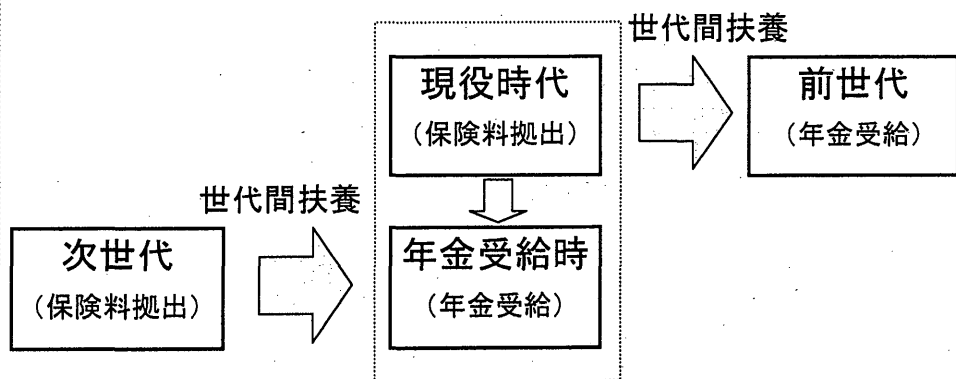 世代間扶養
現役時代
（保険料拠出）
前世代
（年金受給）
世代間扶養
次世代
（保険料拠出）
年金受給時
（年金受給）